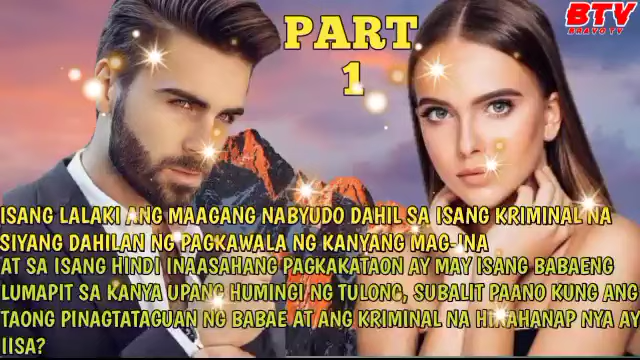 BTV
BRAVO TV
PART
1
ISANG LALAKI ANG MAAGANG NABYUDO DAHIL SA ISANG KRIMINAL NA
SIYANG DAHILAN NG PAGKAWALA NG KANYANG MAG-INA
AT SA ISANG HINDI INAASAHANG PAGKAKATAON AY MAY ISANG BABAENG
LUMAPIT SA KANYA UPANG HUMINGI NG TULONG, SUBALIT PAANO KUNG ANG
TAONG PINAGTATAGUAN NG BABAE AT ANG KRIMINAL NA HINAHANAP NYA AY
IISA?